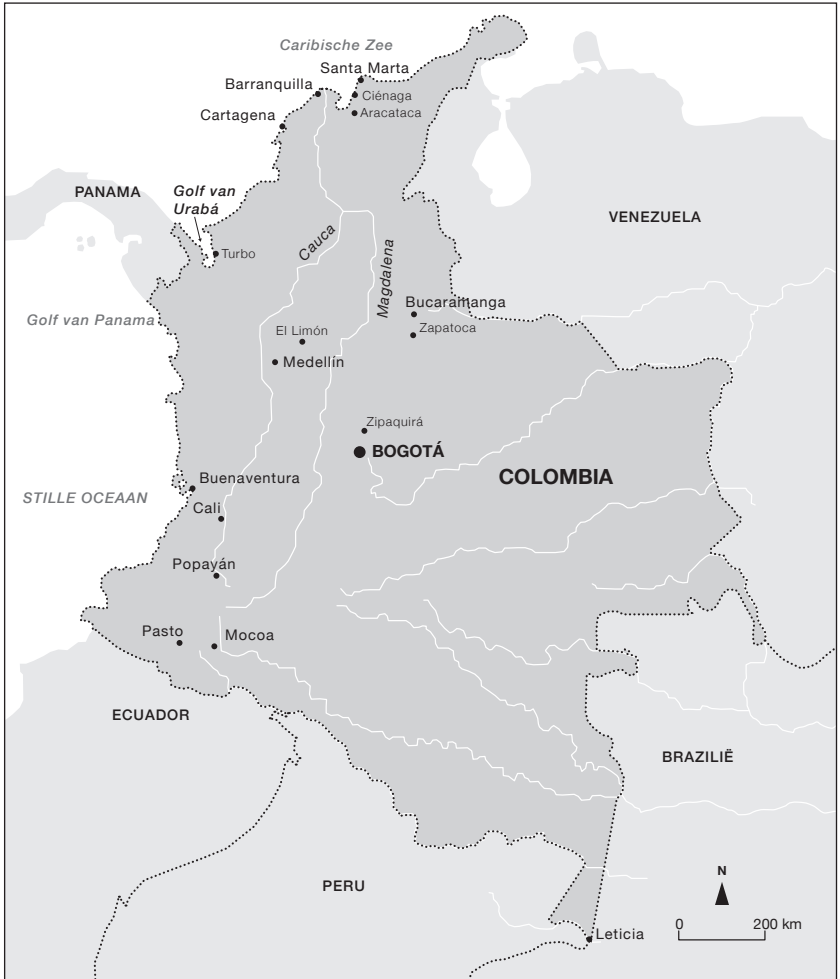 Caribische Zee
Santa Marta
Barranquilla
Ciénaga
Cartagena
Aracataca
PANAMA
Golf van
Urabá
VENEZUELA
Cauca
Turbo
Magdalena
Bucaramanga
Golf van Panama
El Limón
Zapatoca
Medellín
Zipaquirá
BOGOTÁ
COLOMBIA
Buenaventura
STILLE OCEAAN
Cali
Popayán
Pasto
Mocoa
ECUADOR
BRAZILIË
PERU
N
0 200 km
Leticia